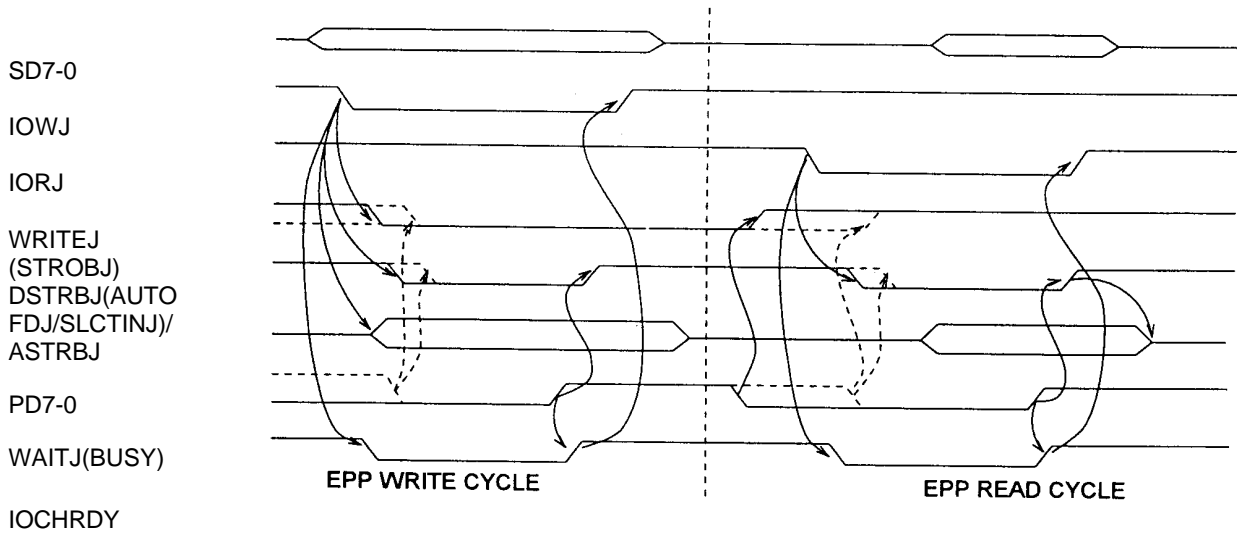 SD7-0
IOWJ
IORJ
WRITEJ
(STROBJ)
DSTRBJ(AUTO
FDJ/SLCTINJ)/
ASTRBJ
PD7-0
WAITJ(BUSY)
EPP WRITE CYCLE
EPP READ CYCLE
IOCHRDY